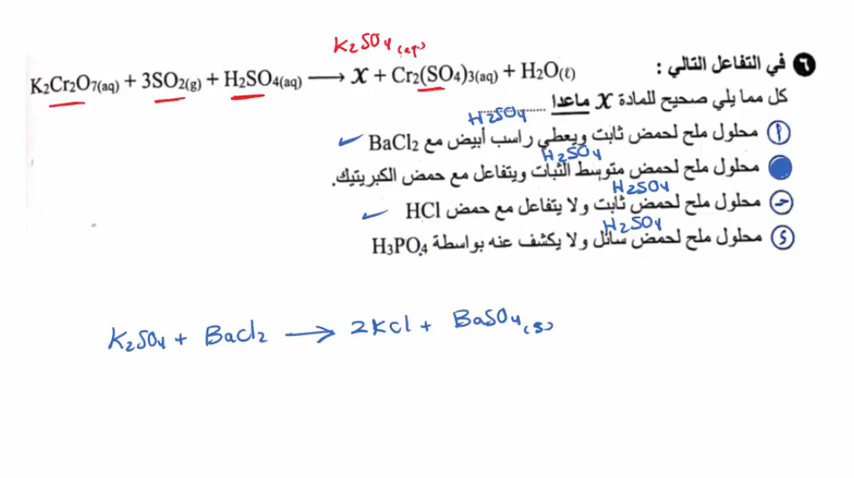 ٦ في التفاعل التالي :
K2SO4(aq)
K2Cr2O7(aq) + 3SO2(g) + H2SO4(aq) ⟶ X + Cr2(SO4)3(aq) + H2O(ℓ)
كل مما يلي صحيح للمادة X ماعدا ..................
H2SO4
أ محلول ملح لحمض ثابت ويعطي راسب أبيض مع BaCl2 ✓
H2SO4
محلول ملح لحمض متوسط الثبات ويتفاعل مع حمض الكبريتيك.
H2SO4
جـ محلول ملح لحمض ثابت ولا يتفاعل مع حمض HCl ✓
H2SO4
د محلول ملح لحمض سائل ولا يكشف عنه بواسطة H3PO4
K2SO4 + BaCl2 ⟶ 2KCl + BaSO4(s)